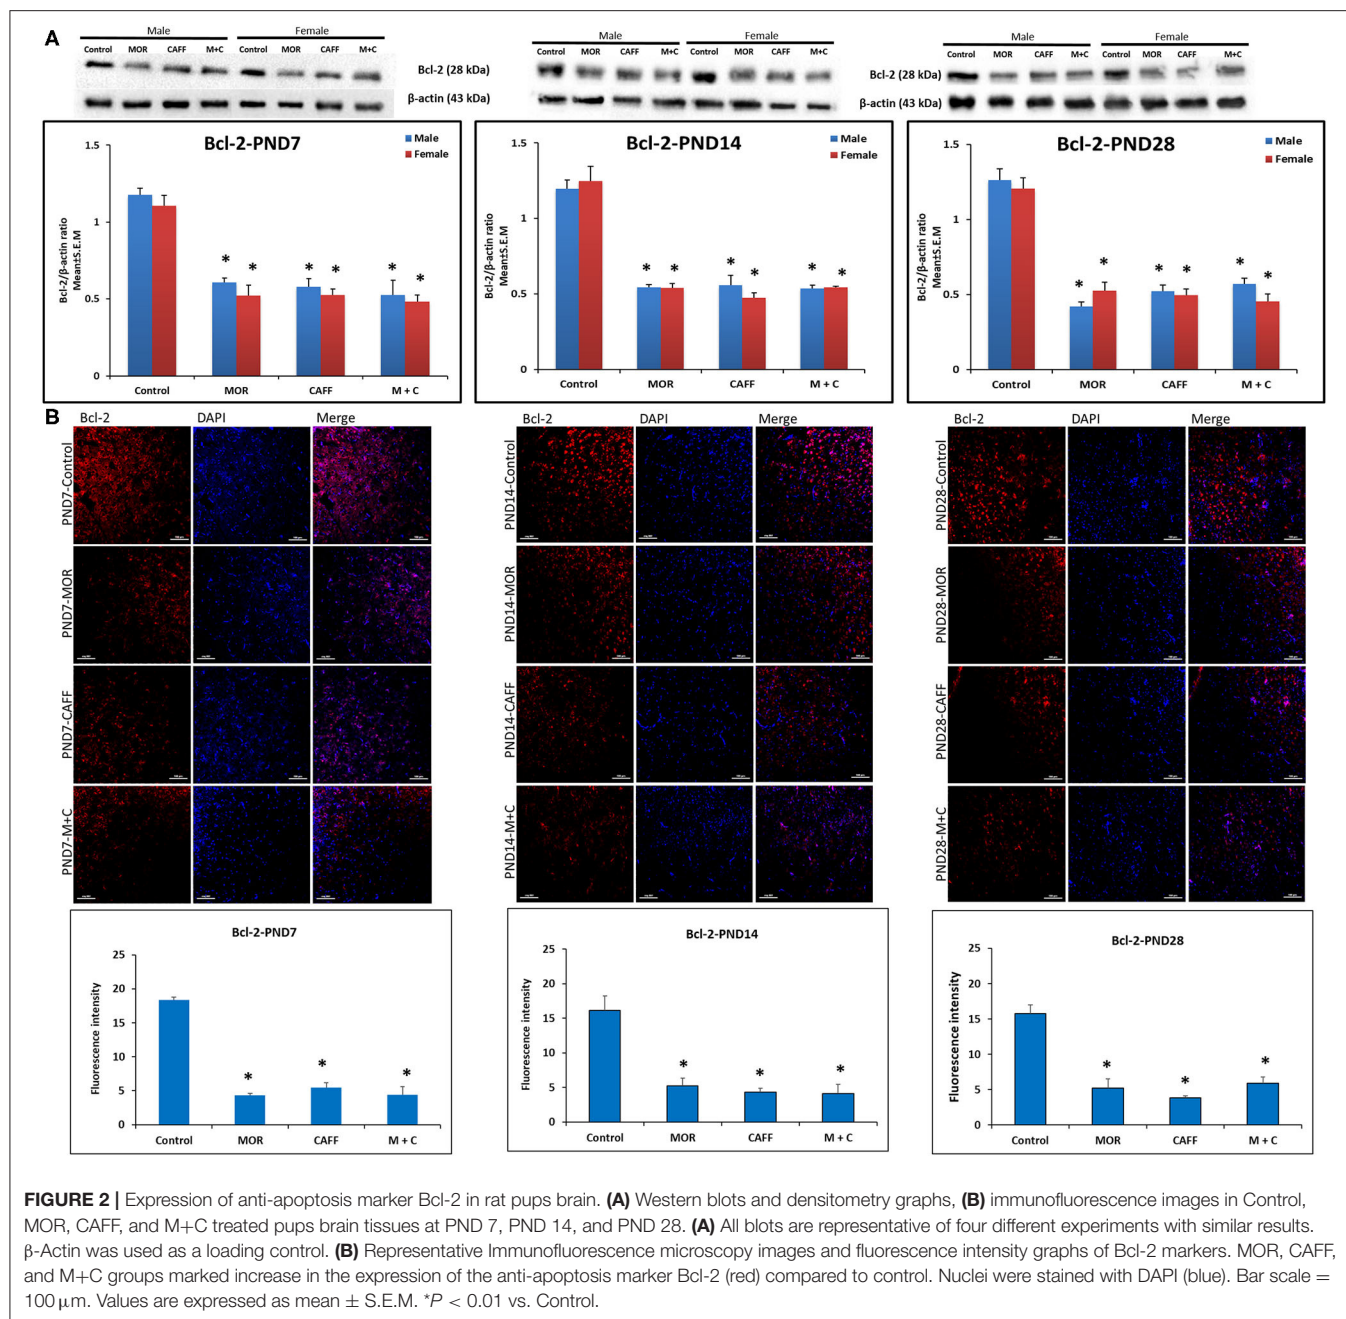 A
Male Female
Control MOR CAFF M+C Control MOR CAFF M+C
Bcl-2 (28 kDa)
β-actin (43 kDa)
Male Female
Control MOR CAFF M+C Control MOR CAFF M+C
Bcl-2 (28 kDa)
β-actin (43 kDa)
Male Female
Control MOR CAFF M+C Control MOR CAFF M+C
Bcl-2-PND7
Male
Female
Bcl-2/β-actin ratio
Mean±S.E.M
1.5
1
0.5
0
* * * * * *
Control MOR CAFF M + C
Bcl-2-PND14
Male
Female
Bcl-2/β-actin ratio
Mean±S.E.M
1.5
1
0.5
0
* * * * * *
Control MOR CAFF M + C
Bcl-2-PND28
Male
Female
Bcl-2/β-actin ratio
Mean±S.E.M
1.5
1
0.5
0
* * * * * *
Control MOR CAFF M + C
B
Bcl-2 DAPI Merge
PND7-Control
PND7-MOR
PND7-CAFF
PND7-M+C
Bcl-2 DAPI Merge
PND14-Control
PND14-MOR
PND14-CAFF
PND14-M+C
Bcl-2 DAPI Merge
PND28-Control
PND28-MOR
PND28-CAFF
PND28-M+C
Bcl-2-PND7
Fluorescence intensity
25
20
15
10
5
0
* * *
Control MOR CAFF M + C
Bcl-2-PND14
Fluorescence intensity
25
20
15
10
5
0
* * *
Control MOR CAFF M + C
Bcl-2-PND28
Fluorescence intensity
25
20
15
10
5
0
* * *
Control MOR CAFF M + C
FIGURE 2 | Expression of anti-apoptosis marker Bcl-2 in rat pups brain. (A) Western blots and densitometry graphs, (B) immunofluorescence images in Control,
MOR, CAFF, and M+C treated pups brain tissues at PND 7, PND 14, and PND 28. (A) All blots are representative of four different experiments with similar results.
β-Actin was used as a loading control. (B) Representative Immunofluorescence microscopy images and fluorescence intensity graphs of Bcl-2 markers. MOR, CAFF,
and M+C groups marked increase in the expression of the anti-apoptosis marker Bcl-2 (red) compared to control. Nuclei were stained with DAPI (blue). Bar scale =
100 μm. Values are expressed as mean ± S.E.M. *P < 0.01 vs. Control.